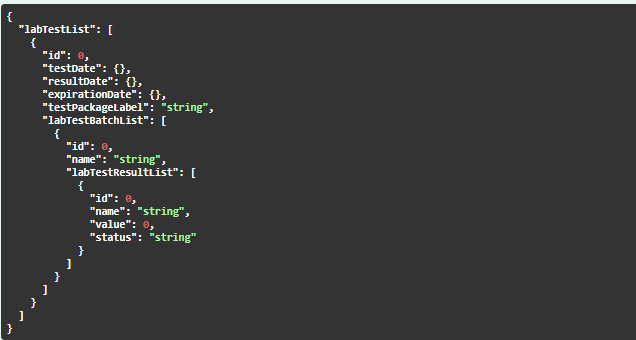 {
  "labTestList": [
    {
      "id": 0,
      "testDate": {},
      "resultDate": {},
      "expirationDate": {},
      "testPackageLabel": "string",
      "labTestBatchList": [
        {
          "id": 0,
          "name": "string",
          "labTestResultList": [
            {
              "id": 0,
              "name": "string",
              "value": 0,
              "status": "string"
            }
          ]
        }
      ]
    }
  ]
}